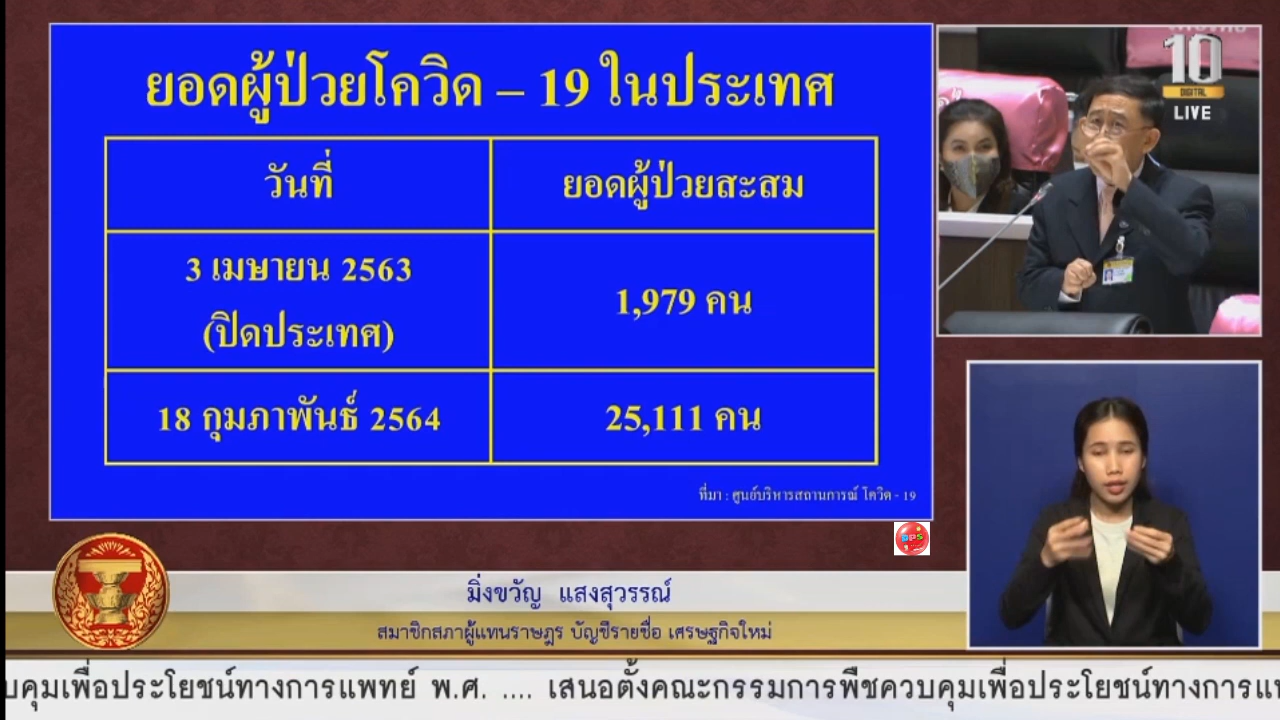 ยอดผู้ป่วยโควิด – 19 ในประเทศ
วันที่
ยอดผู้ป่วยสะสม
3 เมษายน 2563
(ปิดประเทศ)
1,979 คน
18 กุมภาพันธ์ 2564
25,111 คน
ที่มา : ศูนย์บริหารสถานการณ์ โควิด - 19
10
DIGITAL
LIVE
DPS
มิ่งขวัญ แสงสุวรรณ์
สมาชิกสภาผู้แทนราษฎร บัญชีรายชื่อ เศรษฐกิจใหม่
บคุมเพื่อประโยชน์ทางการแพทย์ พ.ศ. .... เสนอตั้งคณะกรรมการพืชควบคุมเพื่อประโยชน์ทางการแพ